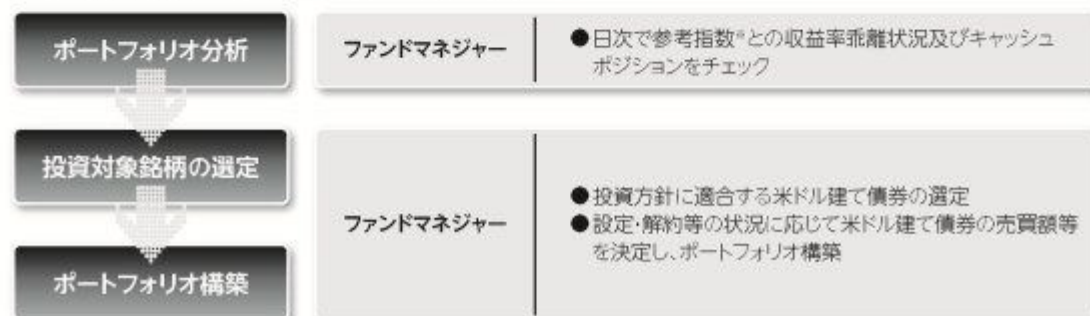 ポートフォリオ分析
ファンドマネジャー
●日次で参考指数*との収益率乖離状況及びキャッシュ
ポジションをチェック
投資対象銘柄の選定
ポートフォリオ構築
ファンドマネジャー
●投資方針に適合する米ドル建て債券の選定
●設定・解約等の状況に応じて米ドル建て債券の売買額等
を決定し、ポートフォリオ構築